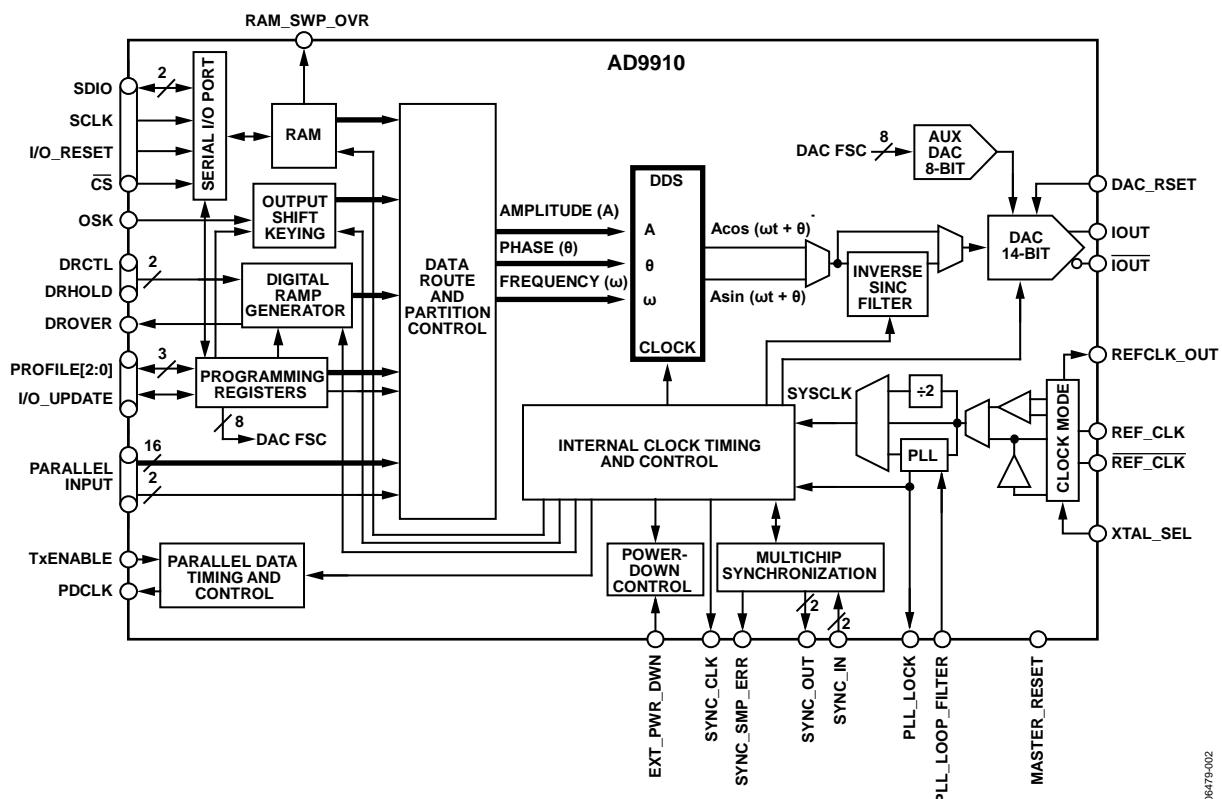 RAM_SWP_OVR
AD9910
SDIO
2
SCLK
I/O_RESET
CS
SERIAL I/O PORT
RAM
OSK
OUTPUT
SHIFT
KEYING
DRCTL
2
DRHOLD
DROVER
DIGITAL
RAMP
GENERATOR
PROFILE[2:0]
3
I/O_UPDATE
PROGRAMMING
REGISTERS
8
DAC FSC
PARALLEL
INPUT
16
2
TxENABLE
PDCLK
PARALLEL DATA
TIMING AND
CONTROL
DATA
ROUTE
AND
PARTITION
CONTROL
AMPLITUDE (A)
PHASE (θ)
FREQUENCY (ω)
DDS
A
θ
ω
CLOCK
Acos (ωt + θ)
Asin (ωt + θ)
INVERSE
SINC
FILTER
DAC FSC
8
AUX
DAC
8-BIT
DAC
14-BIT
DAC_RSET
IOUT
IOUT
REFCLK_OUT
REF_CLK
REF_CLK
XTAL_SEL
CLOCK MODE
SYSCLK
÷2
PLL
INTERNAL CLOCK TIMING
AND CONTROL
POWER-
DOWN
CONTROL
MULTICHIP
SYNCHRONIZATION
2
2
EXT_PWR_DWN
SYNC_CLK
SYNC_SMP_ERR
SYNC_OUT
SYNC_IN
PLL_LOCK
PLL_LOOP_FILTER
MASTER_RESET
06479-002